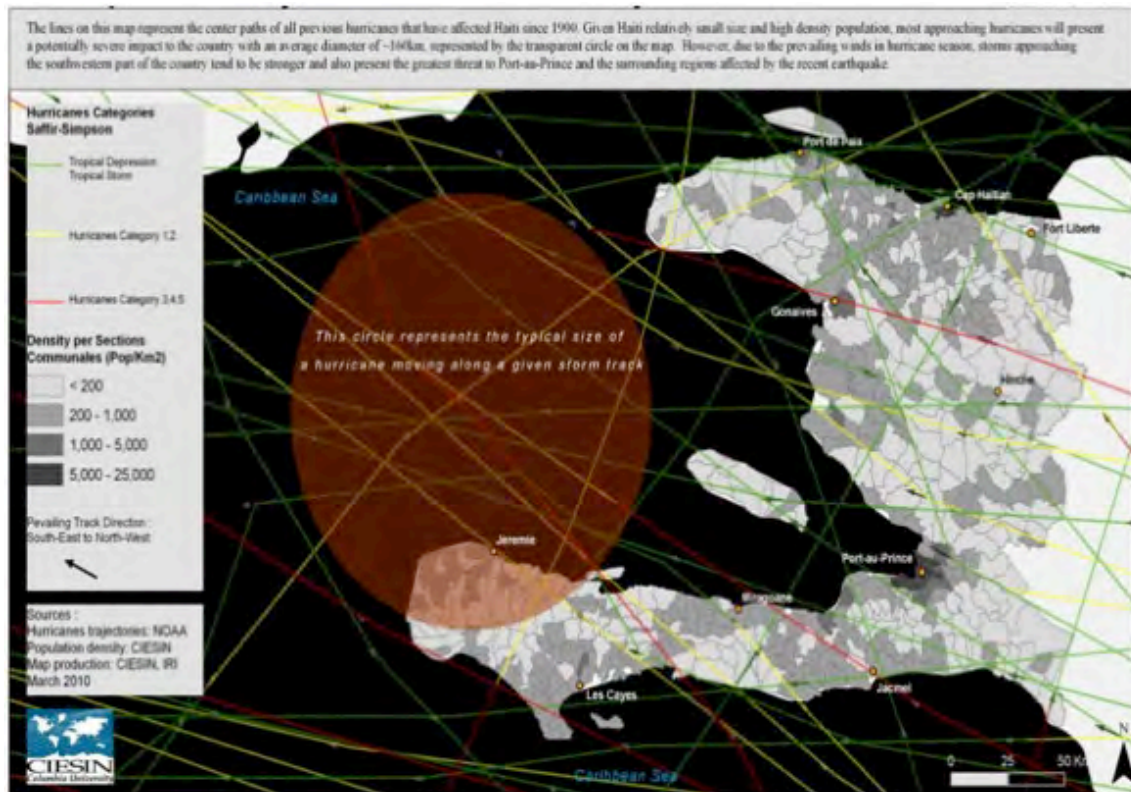 The lines on this map represent the center paths of all previous hurricanes that have affected Haiti since 1900. Given Haiti relatively small size and high density population, most approaching hurricanes will present
a potentially severe impact to the country with an average diameter of ~160km, represented by the transparent circle on the map. However, due to the prevailing winds in hurricane season, storms approaching
the southwestern part of the country tend to be stronger and also present the greatest threat to Port-au-Prince and the surrounding regions affected by the recent earthquake.
Hurricanes Categories
Saffir-Simpson
Tropical Depression
Tropical Storm
Hurricanes Category 1,2
Hurricanes Category 3,4,5
Density per Sections
Communales (Pop/Km2)
< 200
200 - 1,000
1,000 - 5,000
5,000 - 25,000
Pevailing Track Direction :
South-East to North-West
Sources :
Hurricanes trajectories: NOAA
Population density: CIESIN
Map production: CIESIN, IRI
March 2010
CIESIN
Columbia University
Caribbean Sea
Port de Paix
Cap Haitian
Fort Liberte
Gonaives
This circle represents the typical size of
a hurricane moving along a given storm track
Hinche
Jeremie
Port-au-Prince
Les Cayes
Jacmel
Caribbean Sea
N
0 25 50 Km